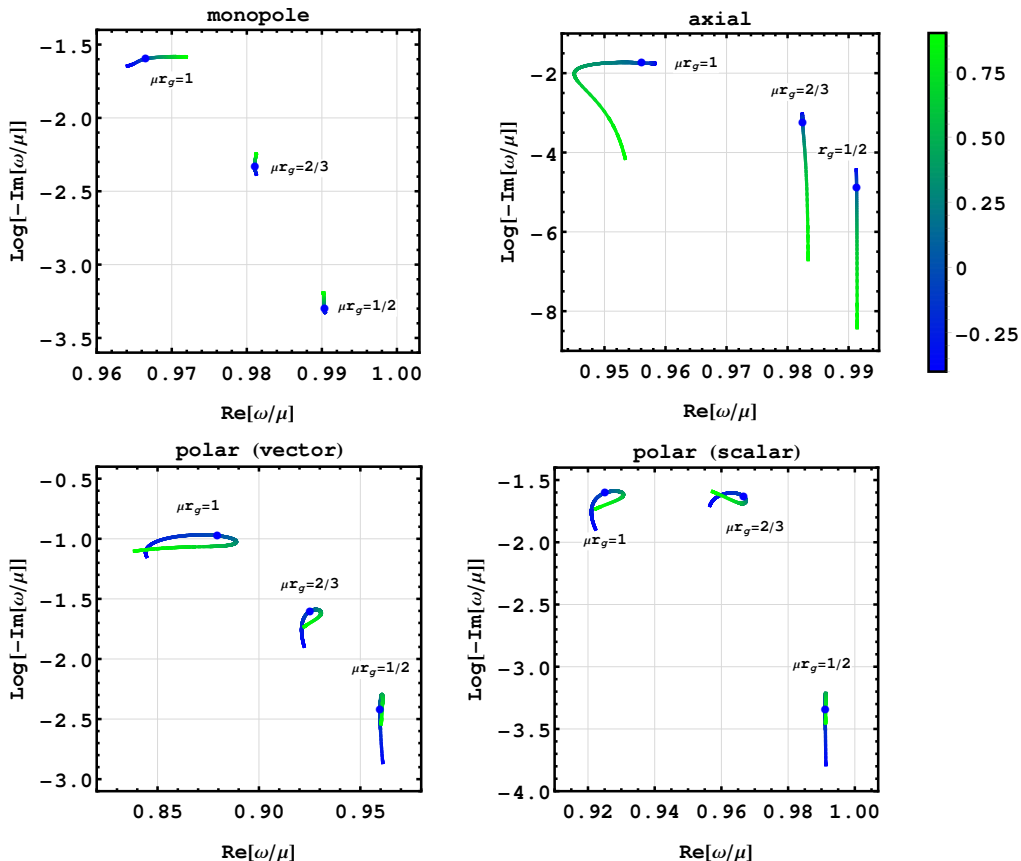 monopole
Log[-Im[ω/μ]]
−1.5
−2.0
−2.5
−3.0
−3.5
μr_g=1
μr_g=2/3
μr_g=1/2
0.96 0.97 0.98 0.99 1.00
Re[ω/μ]
axial
Log[-Im[ω/μ]]
−2
−4
−6
−8
μr_g=1
μr_g=2/3
r_g=1/2
0.95 0.96 0.97 0.98 0.99
Re[ω/μ]
0.75
0.50
0.25
0
−0.25
polar (vector)
Log[-Im[ω/μ]]
−0.5
−1.0
−1.5
−2.0
−2.5
−3.0
μr_g=1
μr_g=2/3
μr_g=1/2
0.85 0.90 0.95
Re[ω/μ]
polar (scalar)
Log[-Im[ω/μ]]
−1.5
−2.0
−2.5
−3.0
−3.5
−4.0
μr_g=1
μr_g=2/3
μr_g=1/2
0.92 0.94 0.96 0.98 1.00
Re[ω/μ]